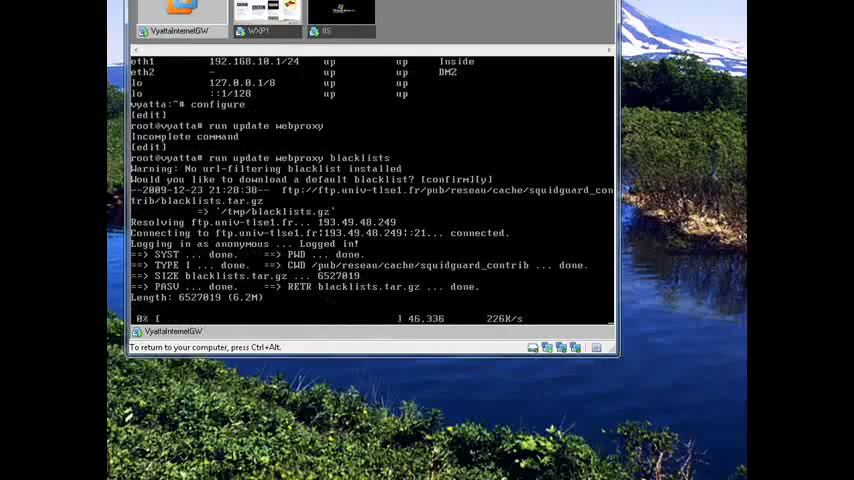 VyattaInternetGW WXP1 IIS
eth1 192.168.10.1/24 up up Inside
eth2 - up up DMZ
lo 127.0.0.1/8 up up
lo ::1/128 up up
vyatta:~# configure
[edit]
root@vyatta# run update webproxy
Incomplete command
[edit]
root@vyatta# run update webproxy blacklists
Warning: No url-filtering blacklist installed
Would you like to download a default blacklist? [confirm][y]
--2009-12-23 21:28:38-- ftp://ftp.univ-tlse1.fr/pub/reseau/cache/squidguard_con
trib/blacklists.tar.gz
=> '/tmp/blacklists.gz'
Resolving ftp.univ-tlse1.fr... 193.49.48.249
Connecting to ftp.univ-tlse1.fr|193.49.48.249|:21... connected.
Logging in as anonymous ... Logged in!
==> SYST ... done. ==> PWD ... done.
==> TYPE I ... done. ==> CWD /pub/reseau/cache/squidguard_contrib ... done.
==> SIZE blacklists.tar.gz ... 6527019
==> PASV ... done. ==> RETR blacklists.tar.gz ... done.
Length: 6527019 (6.2M)
0% [ ] 46,336 226K/s
VyattaInternetGW
To return to your computer, press Ctrl+Alt.